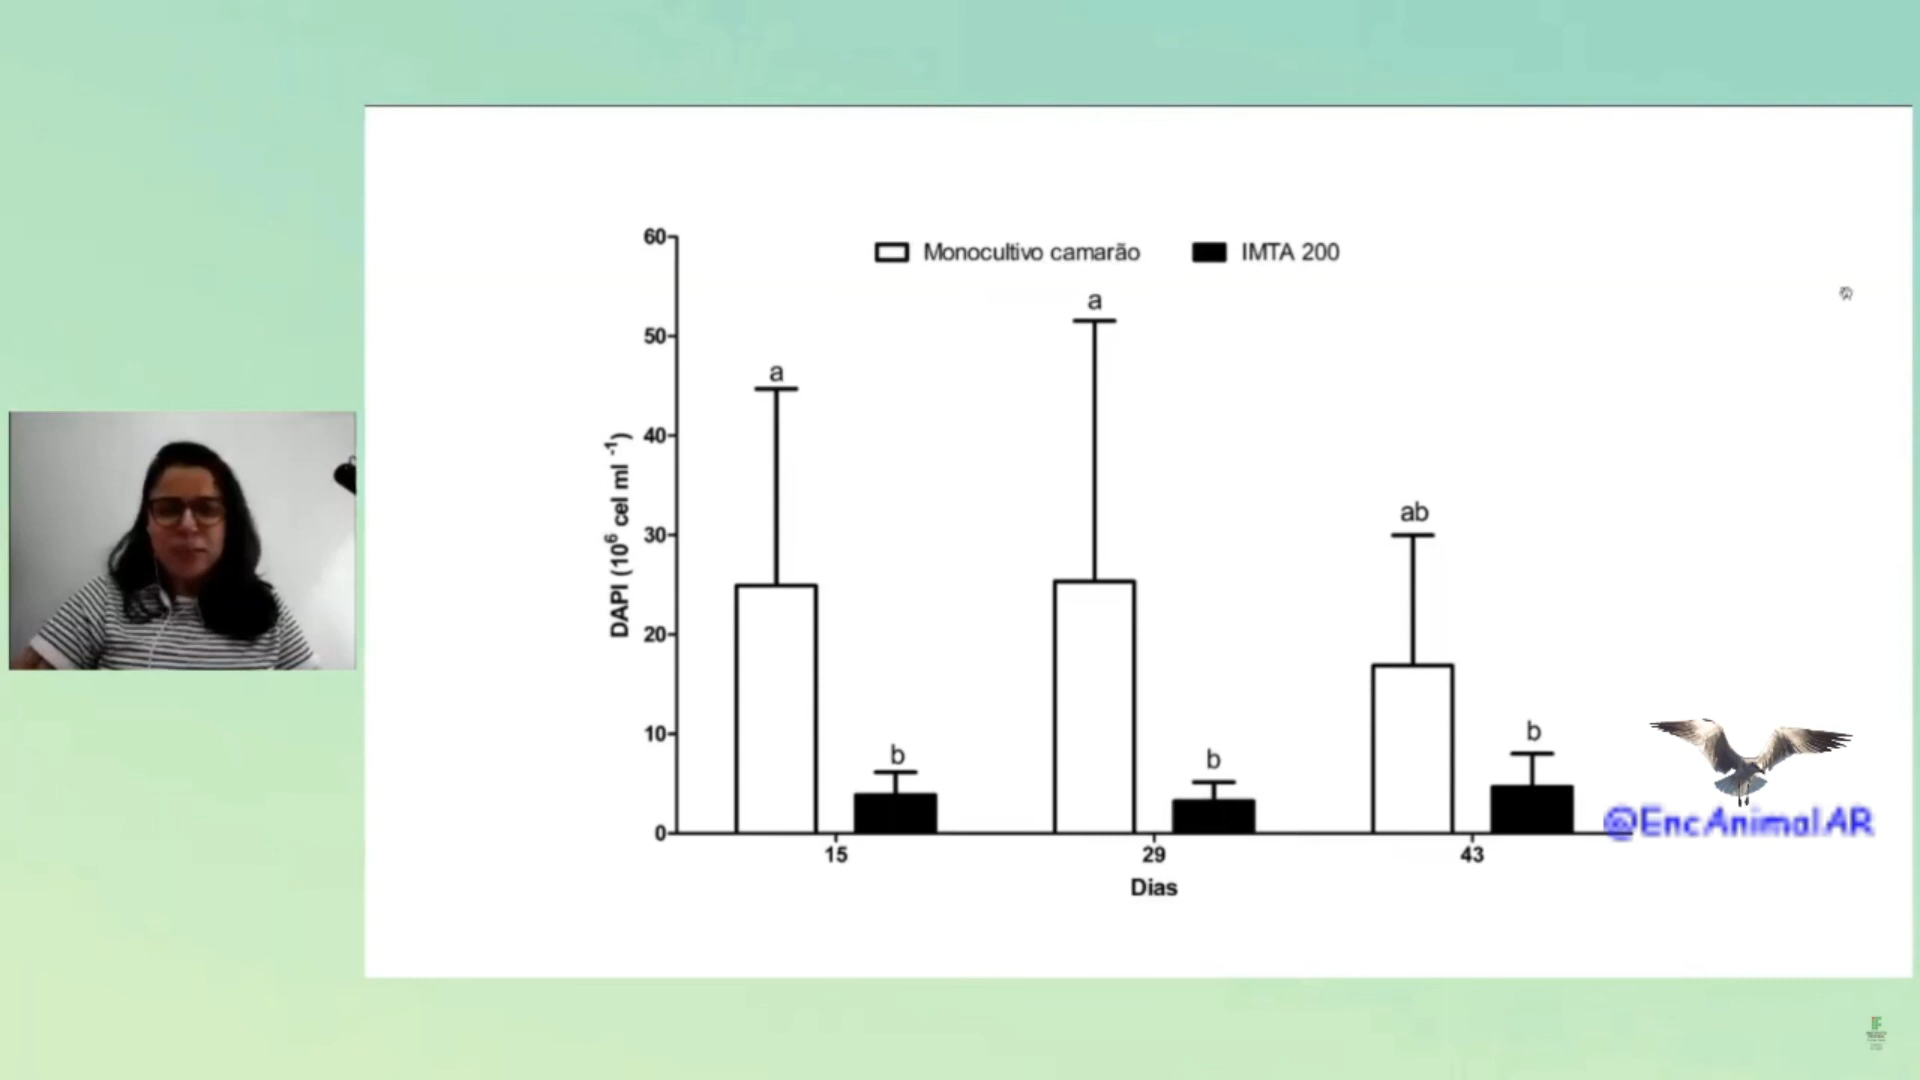 60
Monocultivo camarão
IMTA 200
a
50
a
40
ab
30
DAPI (10⁶ cel ml ⁻¹)
20
b
b
b
10
0
15
29
43
Dias
@EncAnimalAR